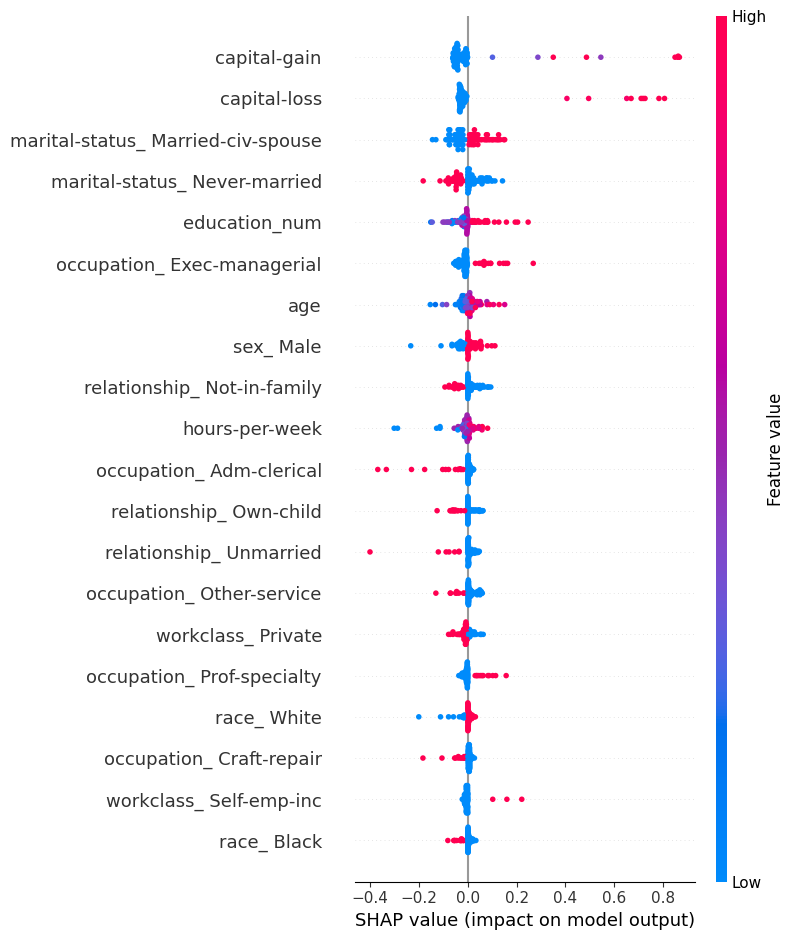 High
capital-gain
capital-loss
marital-status_ Married-civ-spouse
marital-status_ Never-married
education_num
occupation_ Exec-managerial
age
sex_ Male
relationship_ Not-in-family
hours-per-week
occupation_ Adm-clerical
relationship_ Own-child
relationship_ Unmarried
occupation_ Other-service
workclass_ Private
occupation_ Prof-specialty
race_ White
occupation_ Craft-repair
workclass_ Self-emp-inc
race_ Black
Feature value
Low
−0.4 −0.2 0.0 0.2 0.4 0.6 0.8
SHAP value (impact on model output)